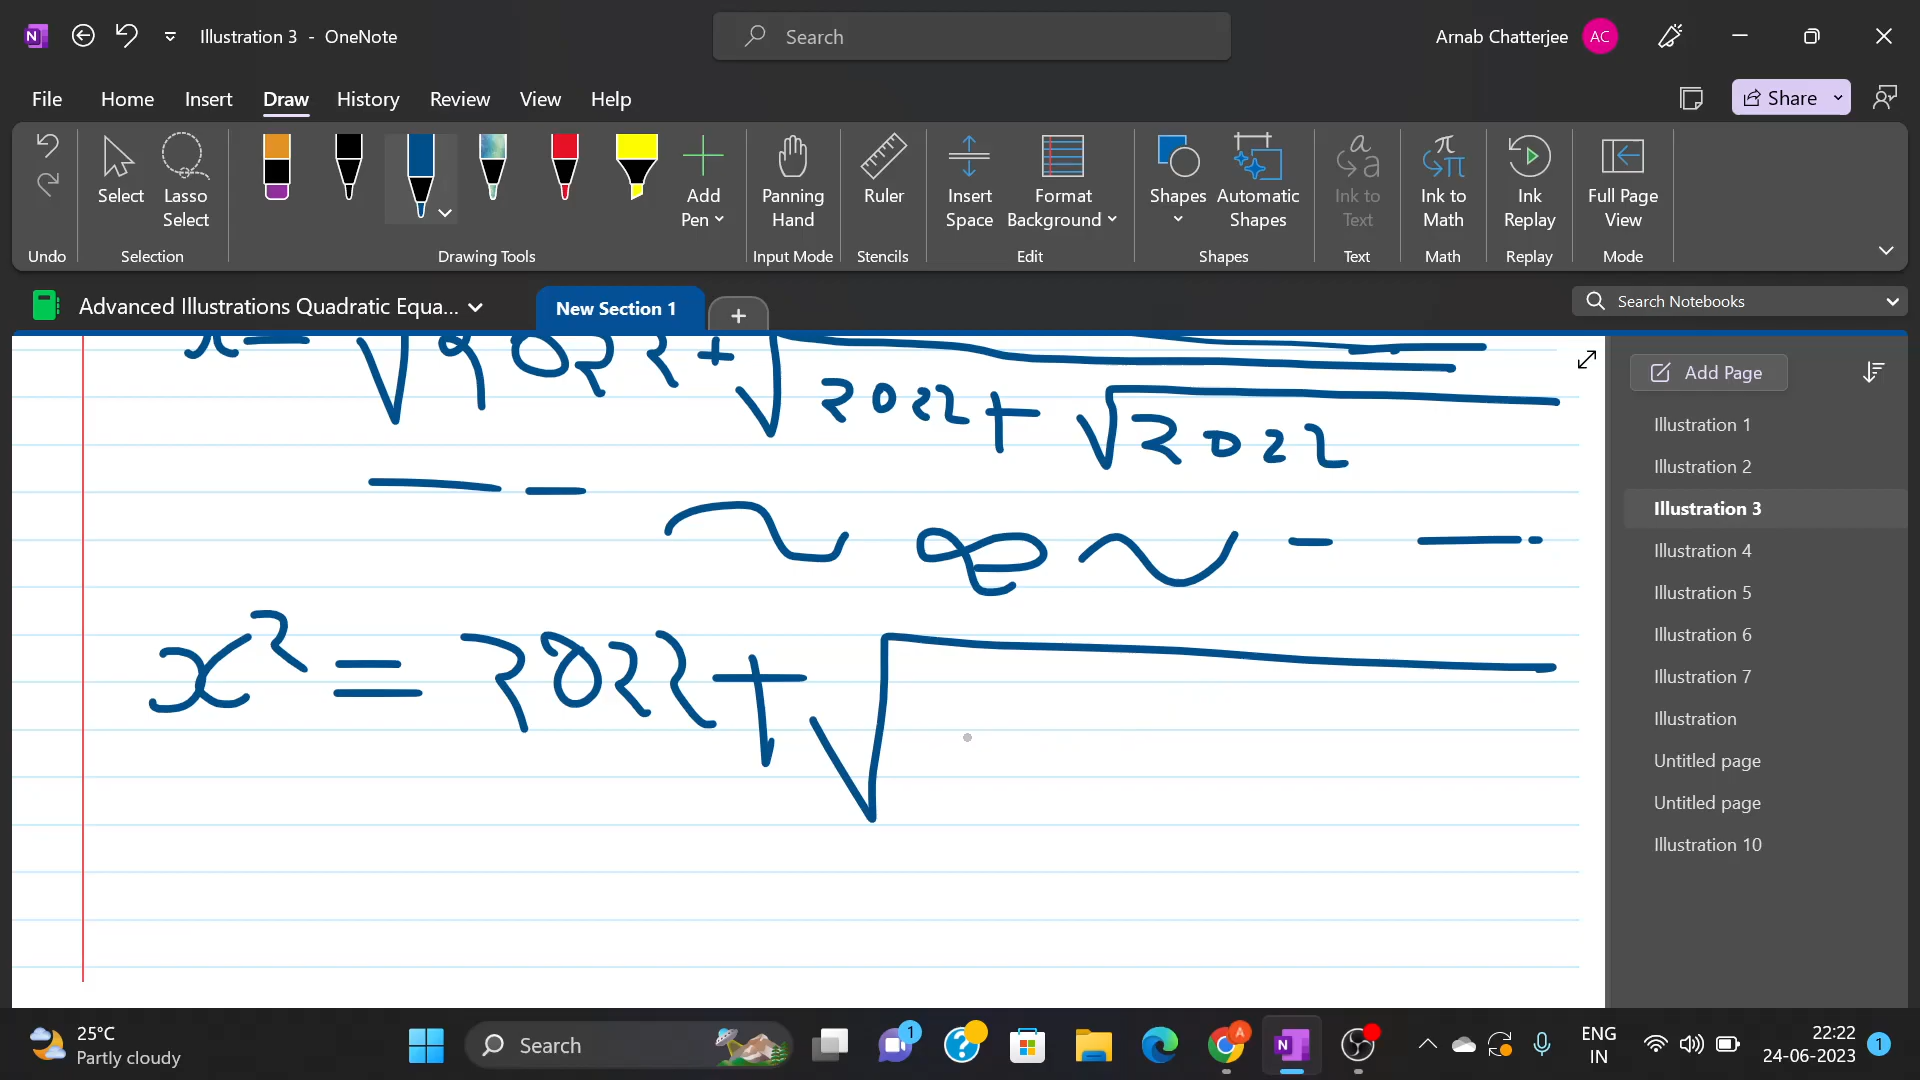 Illustration 3 - OneNote
Search
Arnab Chatterjee AC
File Home Insert Draw History Review View Help
Share
Undo
Select
Lasso Select
Selection
Drawing Tools
Add Pen
Panning Hand
Input Mode
Ruler
Stencils
Insert Space
Format Background
Edit
Shapes
Automatic Shapes
Shapes
Ink to Text
Text
Ink to Math
Math
Ink Replay
Replay
Full Page View
Mode
Advanced Illustrations Quadratic Equa...
New Section 1
+
Search Notebooks
x = √2022 + √2022 + √2022
— - ~ ∞ ~ - —-
x² = 2022 + √
Add Page
Illustration 1
Illustration 2
Illustration 3
Illustration 4
Illustration 5
Illustration 6
Illustration 7
Illustration
Untitled page
Untitled page
Illustration 10
25°C
Partly cloudy
Search
1
A
ENG
IN
22:22
24-06-2023
1